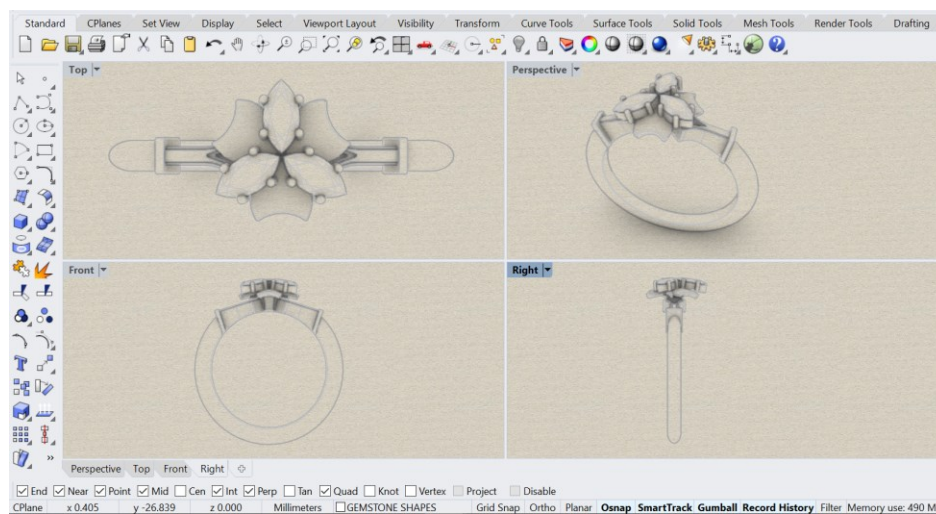 Standard CPlanes Set View Display Select Viewport Layout Visibility Transform Curve Tools Surface Tools Solid Tools Mesh Tools Render Tools Drafting
Top
Perspective
Front
Right
Perspective Top Front Right
End Near Point Mid Cen Int Perp Tan Quad Knot Vertex Project Disable
CPlane x 0.405 y -26.839 z 0.000 Millimeters GEMSTONE SHAPES Grid Snap Ortho Planar Osnap SmartTrack Gumball Record History Filter Memory use: 490 M